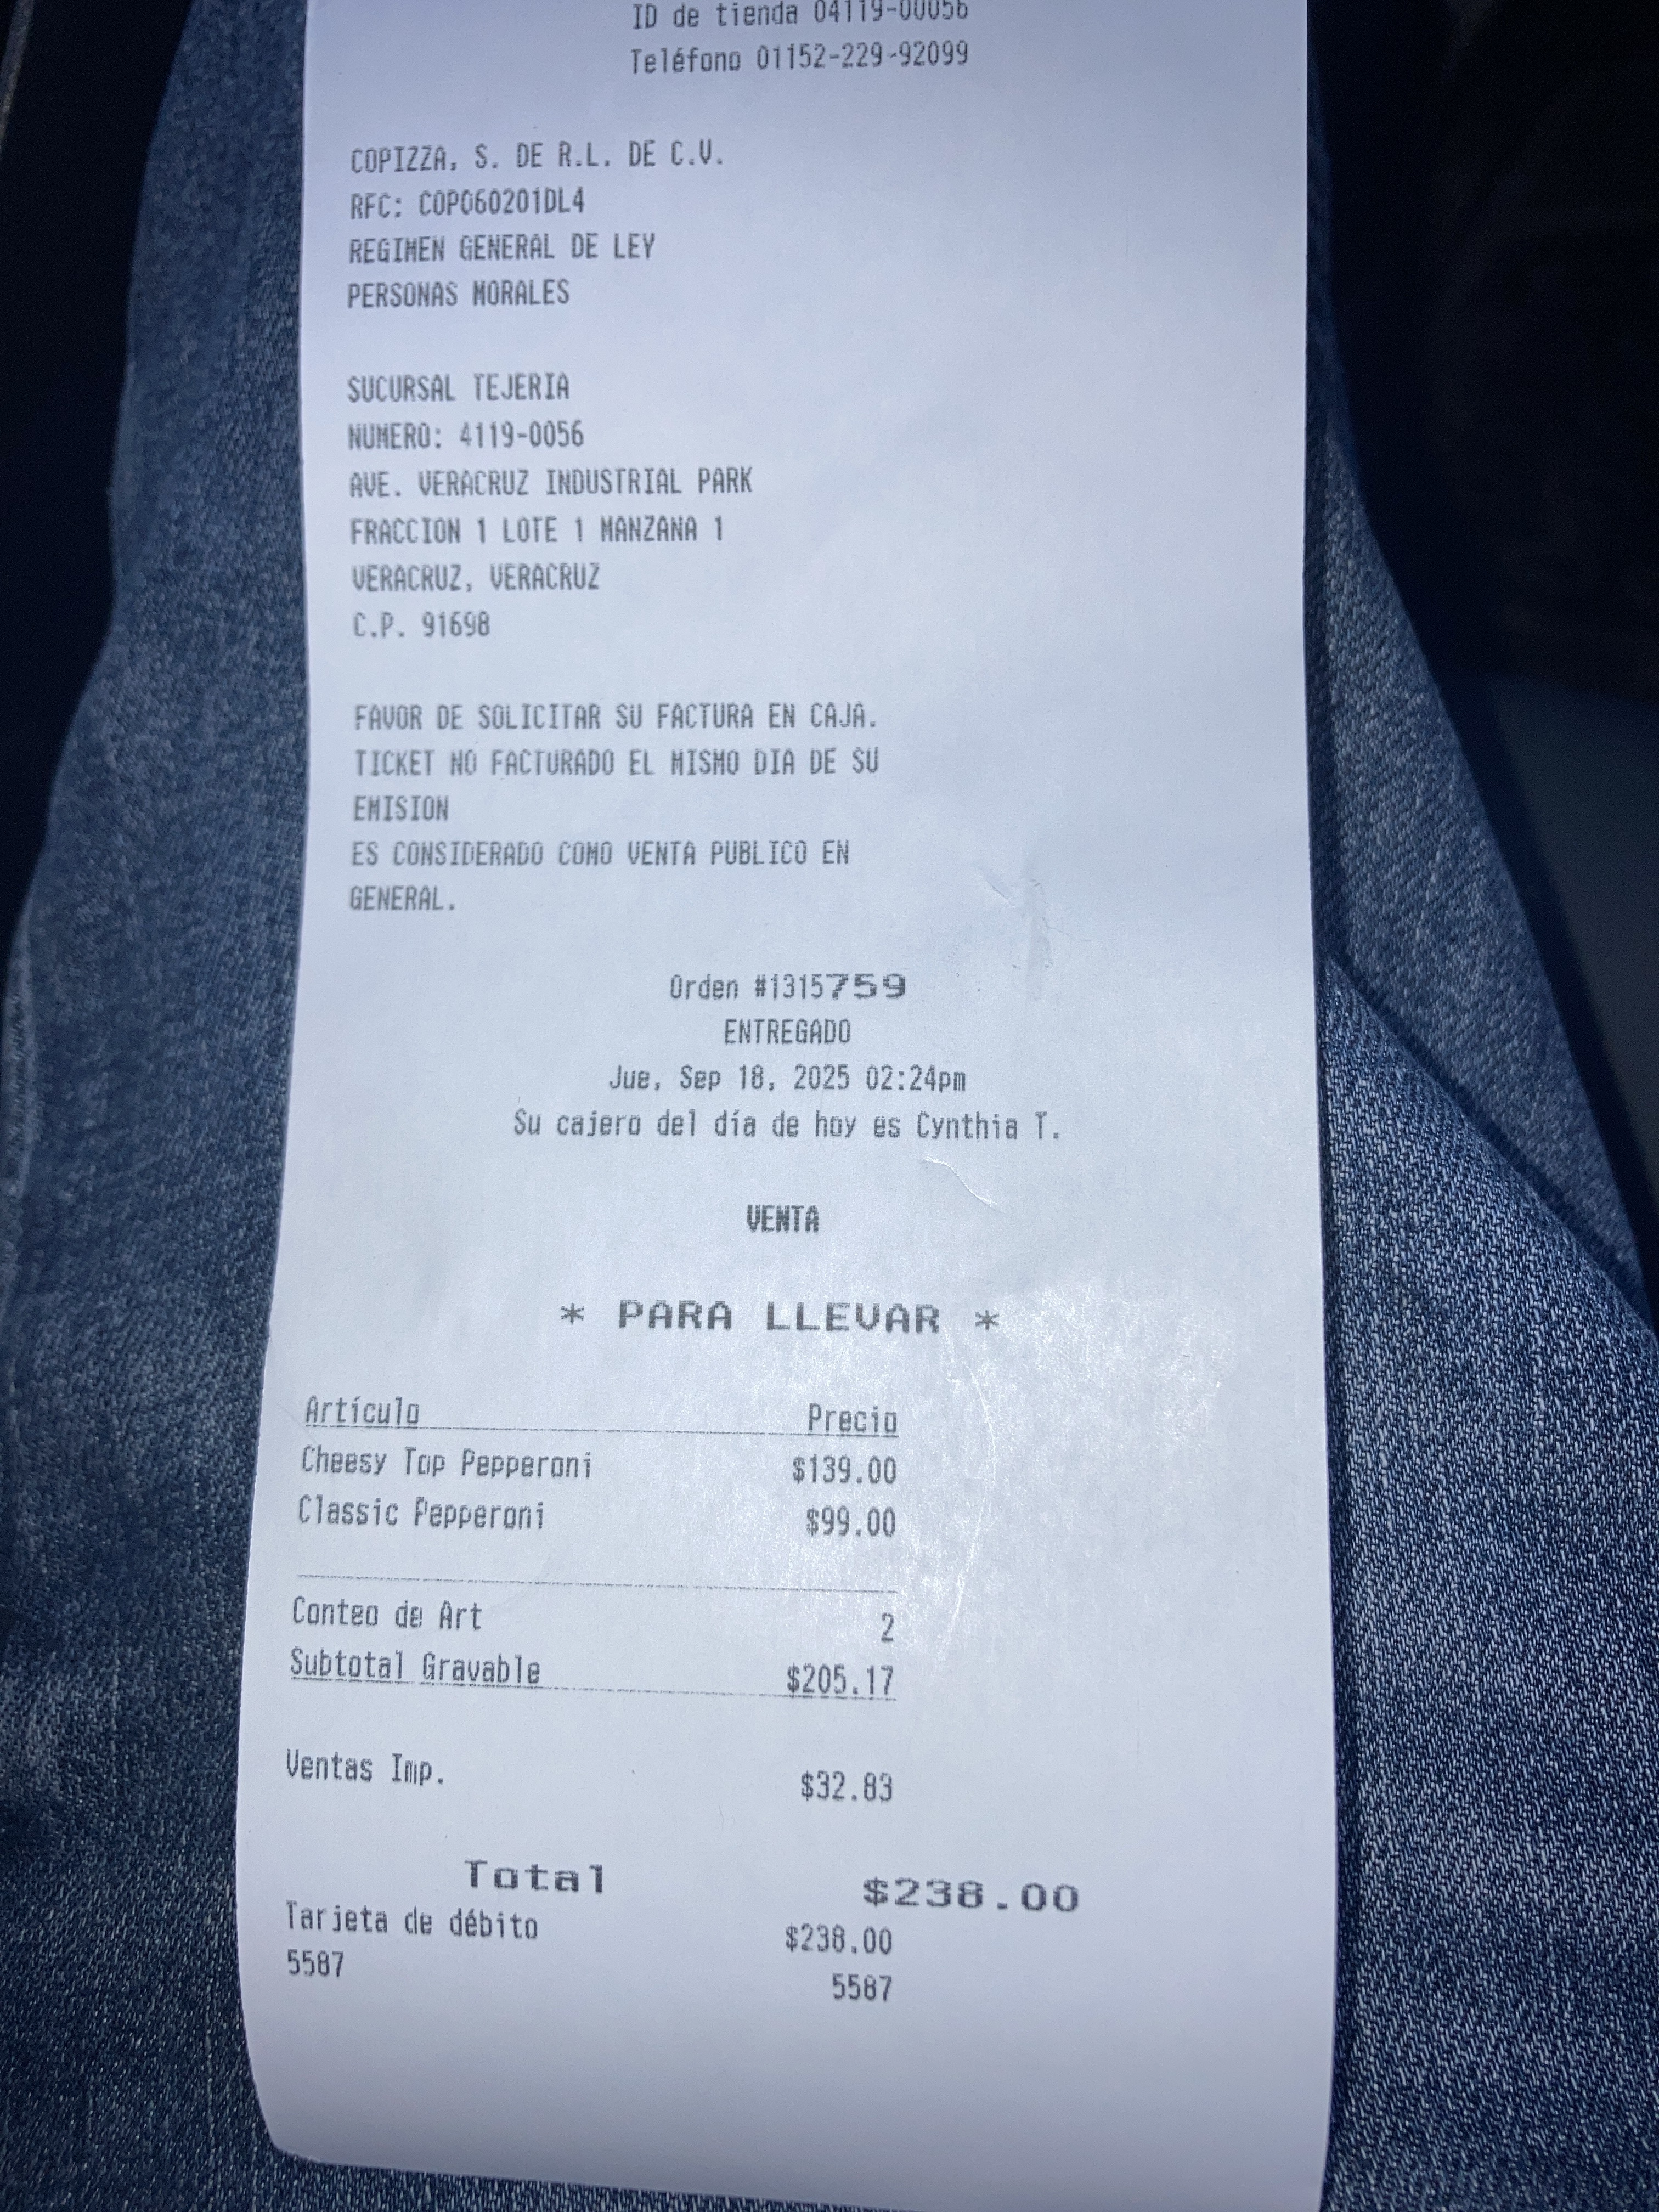 ID de tienda 04119-00056
Teléfono 01152-229-92099
COPIZZA, S. DE R.L. DE C.V.
RFC: COP060201DL4
REGIMEN GENERAL DE LEY
PERSONAS MORALES
SUCURSAL TEJERIA
NUMERO: 4119-0056
AVE. VERACRUZ INDUSTRIAL PARK
FRACCION 1 LOTE 1 MANZANA 1
VERACRUZ, VERACRUZ
C.P. 91698
FAVOR DE SOLICITAR SU FACTURA EN CAJA.
TICKET NO FACTURADO EL MISMO DIA DE SU
EMISION
ES CONSIDERADO COMO VENTA PUBLICO EN
GENERAL.
Orden #1315759
ENTREGADO
Jue, Sep 18, 2025 02:24pm
Su cajero del día de hoy es Cynthia T.
VENTA
* PARA LLEVAR *
Artículo Precio
Cheesy Top Pepperoni $139.00
Classic Pepperoni $99.00
Conteo de Art 2
Subtotal Gravable $205.17
Ventas Imp. $32.83
Total $238.00
Tarjeta de débito $238.00
5587 5587